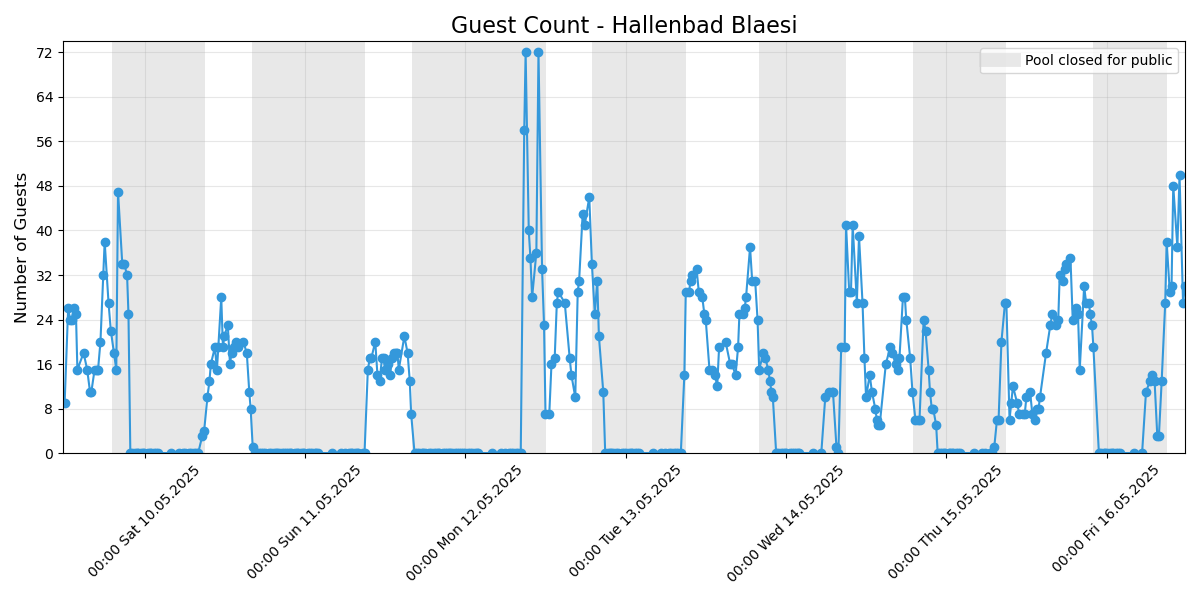 Guest Count - Hallenbad Blaesi
Pool closed for public
Number of Guests
72
64
56
48
40
32
24
16
8
0
00:00 Sat 10.05.2025
00:00 Sun 11.05.2025
00:00 Mon 12.05.2025
00:00 Tue 13.05.2025
00:00 Wed 14.05.2025
00:00 Thu 15.05.2025
00:00 Fri 16.05.2025